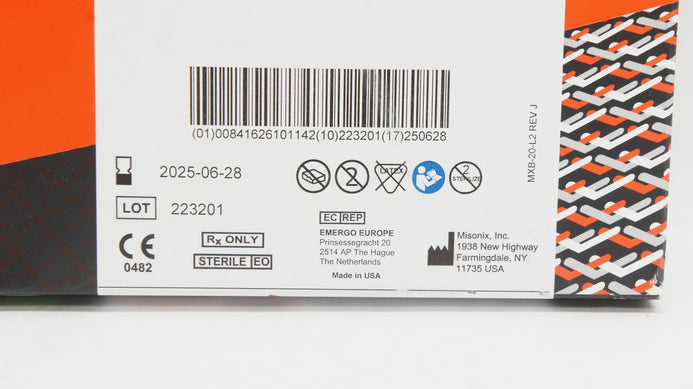 (01)00841626101142(10)223201(17)250628
2025-06-28
2
LATEX
2
STERILIZE
LOT 223201
CE
0482
Rx ONLY
STERILE EO
EC REP
EMERGO EUROPE
Prinsessegracht 20
2514 AP The Hague
The Netherlands
Made in USA
Misonix, Inc.
1938 New Highway
Farmingdale, NY
11735 USA
MXB-20-L2 REV J